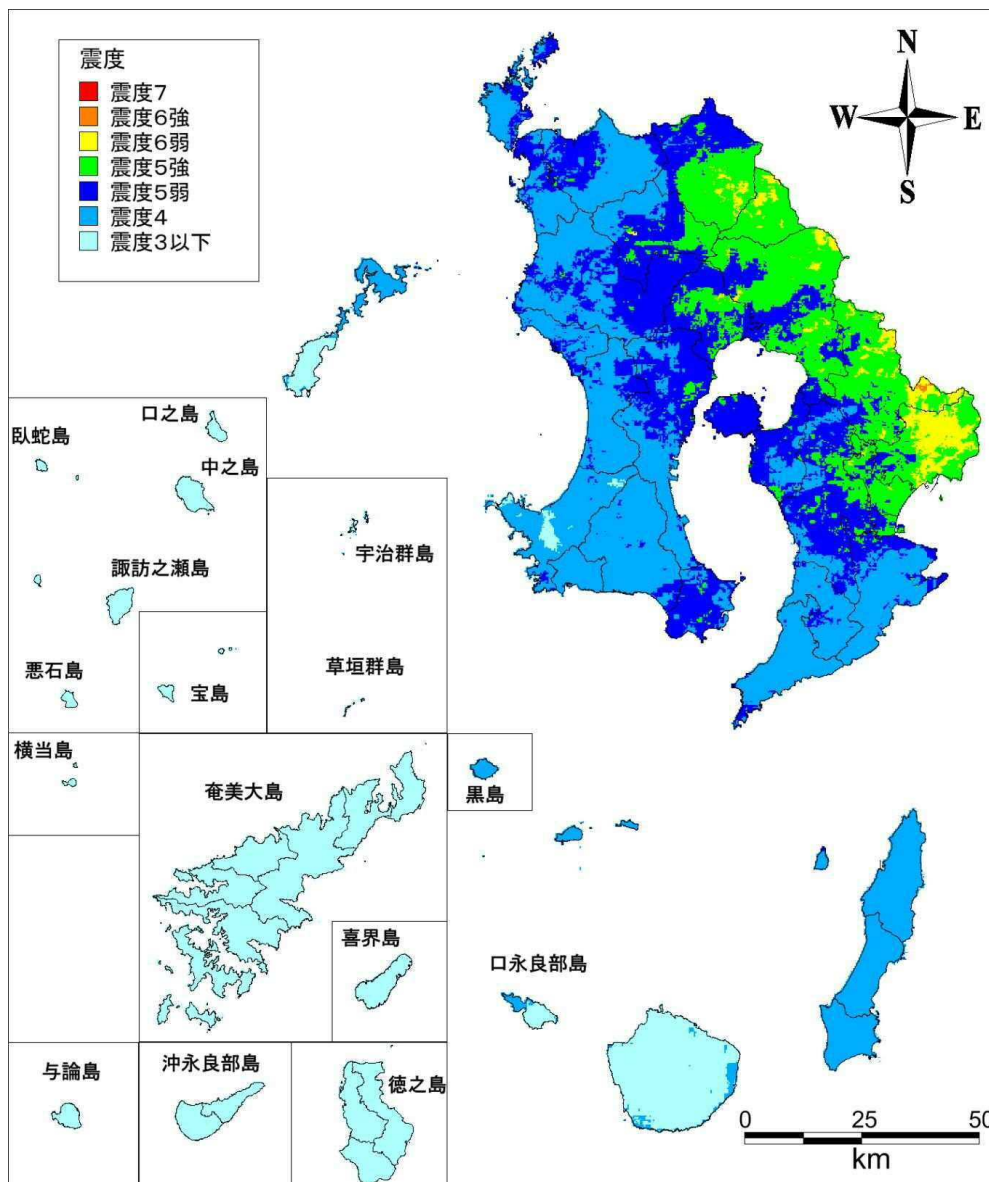 震度
震度7
震度6強
震度6弱
震度5強
震度5弱
震度4
震度3以下
N
W
E
S
口之島
臥蛇島
中之島
宇治群島
諏訪之瀬島
草垣群島
悪石島
宝島
横当島
奄美大島
黒島
喜界島
口永良部島
与論島
沖永良部島
徳之島
0 25 50
km